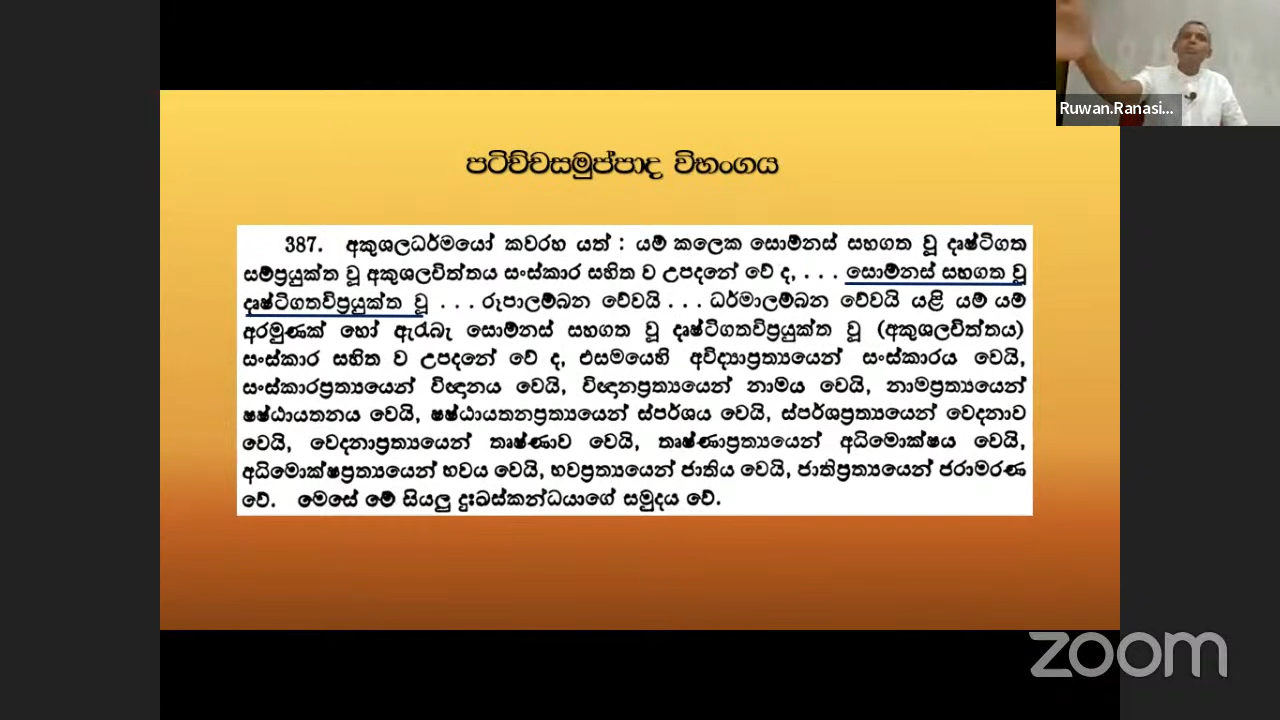 Ruwan.Ranasi...
පටිච්චසමුප්පාද විභංගය
387. අකුශලධර්මයෝ කවරහ යත් : යම් කලෙක සොම්නස් සහගත වූ දෘෂ්ටිගත
සම්ප්‍රයුක්ත වූ අකුශලචිත්තය සංස්කාර සහිත ව උපදනේ වේ ද, . . . සොම්නස් සහගත වූ
දෘෂ්ටිගතවිප්‍රයුක්ත වූ . . . රූපාලම්බන වේවයි . . . ධර්මාලම්බන වේවයි යළි යම් යම්
අරමුණක් හෝ ඇරැබැ සොම්නස් සහගත වූ දෘෂ්ටිගතවිප්‍රයුක්ත වූ (අකුශලචිත්තය)
සංස්කාර සහිත ව උපදනේ වේ ද, එසමයෙහි අවිද්‍යාප්‍රත්‍යයෙන් සංස්කාරය වෙයි,
සංස්කාරප්‍රත්‍යයෙන් විඥානය වෙයි, විඥානප්‍රත්‍යයෙන් නාමය වෙයි, නාමප්‍රත්‍යයෙන්
ෂෂ්ඨායතනය වෙයි, ෂෂ්ඨායතනප්‍රත්‍යයෙන් ස්පර්ශය වෙයි, ස්පර්ශප්‍රත්‍යයෙන් වේදනාව
වෙයි, වේදනාප්‍රත්‍යයෙන් තෘෂ්ණාව වෙයි, තෘෂ්ණාප්‍රත්‍යයෙන් අධිමොක්ෂය වෙයි,
අධිමොක්ෂප්‍රත්‍යයෙන් භවය වෙයි, භවප්‍රත්‍යයෙන් ජාතිය වෙයි, ජාතිප්‍රත්‍යයෙන් ජරාමරණ
වේ. මෙසේ මේ සියලු දුඃඛස්කන්ධයාගේ සමුදය වේ.
zoom